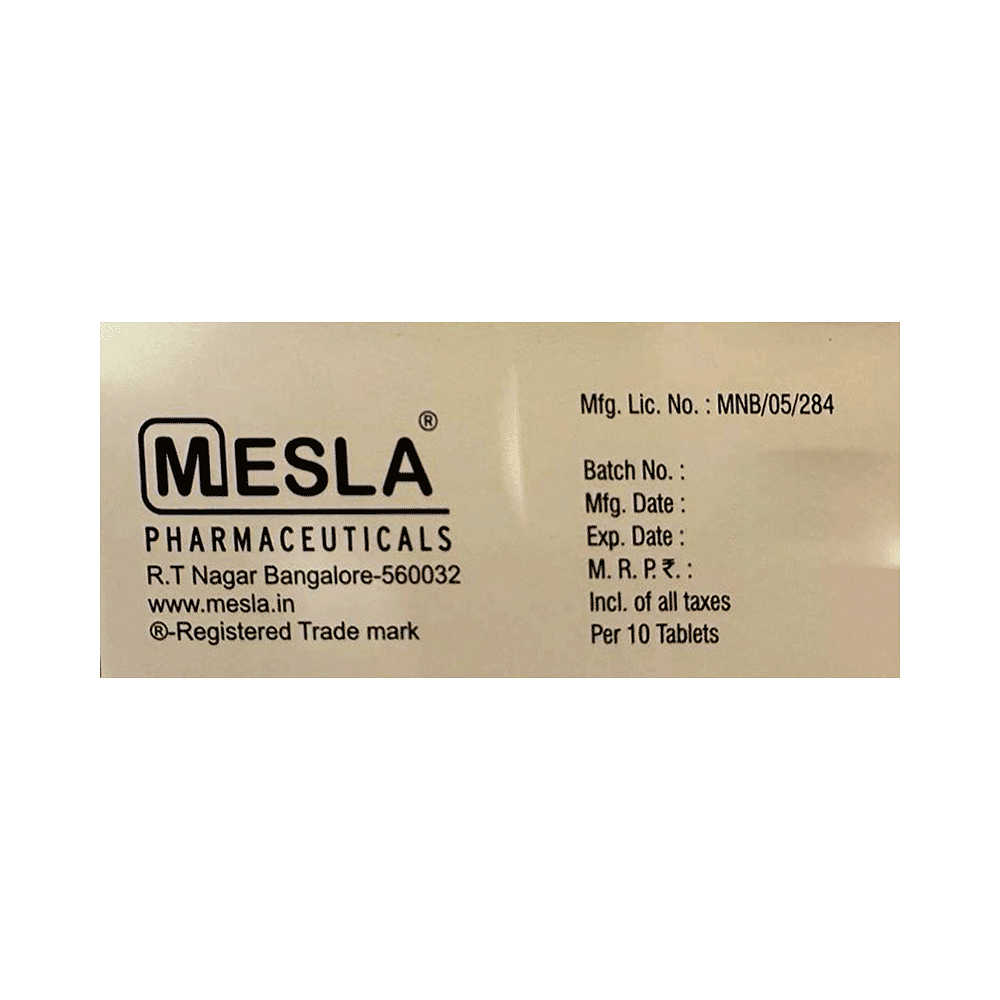 MESLA®
PHARMACEUTICALS
R.T Nagar Bangalore-560032
www.mesla.in
®-Registered Trade mark
Mfg. Lic. No. : MNB/05/284
Batch No. :
Mfg. Date :
Exp. Date :
M. R. P. ₹. :
Incl. of all taxes
Per 10 Tablets